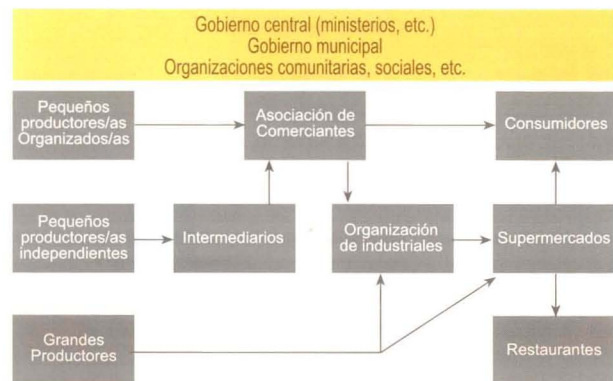 Gobierno central (ministerios, etc.)
Gobierno municipal
Organizaciones comunitarias, sociales, etc.
Pequeños
productores/as
Organizados/as
Asociación de
Comerciantes
Consumidores
Pequeños
productores/as
independientes
Intermediarios
Organización
de industriales
Supermercados
Grandes
Productores
Restaurantes